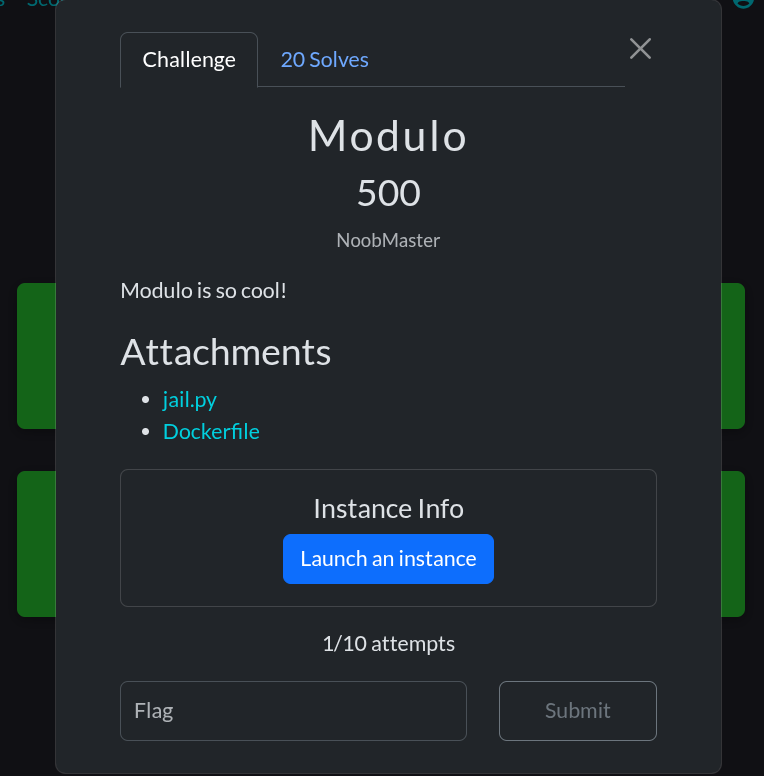 Challenge
20 Solves
Modulo
500
NoobMaster
Modulo is so cool!
Attachments
jail.py
Dockerfile
Instance Info
Launch an instance
1/10 attempts
Flag
Submit